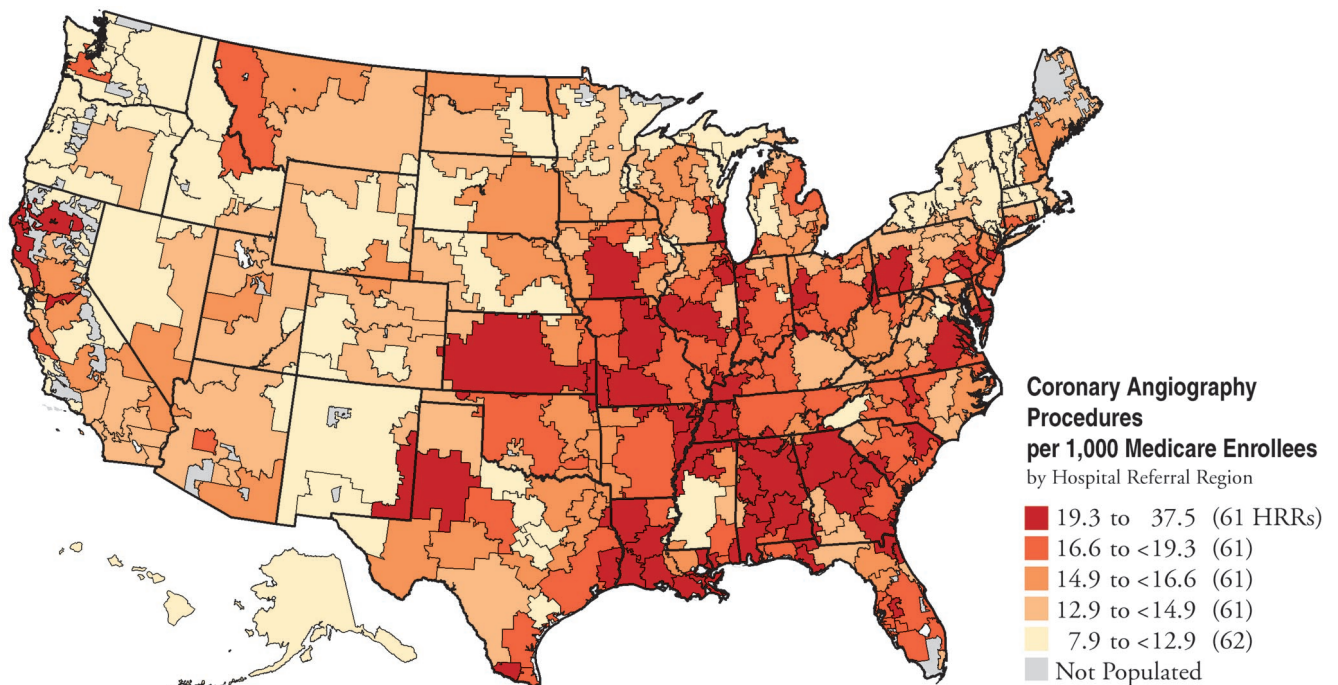 Coronary Angiography
Procedures
per 1,000 Medicare Enrollees
by Hospital Referral Region
19.3 to 37.5 (61 HRRs)
16.6 to <19.3 (61)
14.9 to <16.6 (61)
12.9 to <14.9 (61)
7.9 to <12.9 (62)
Not Populated